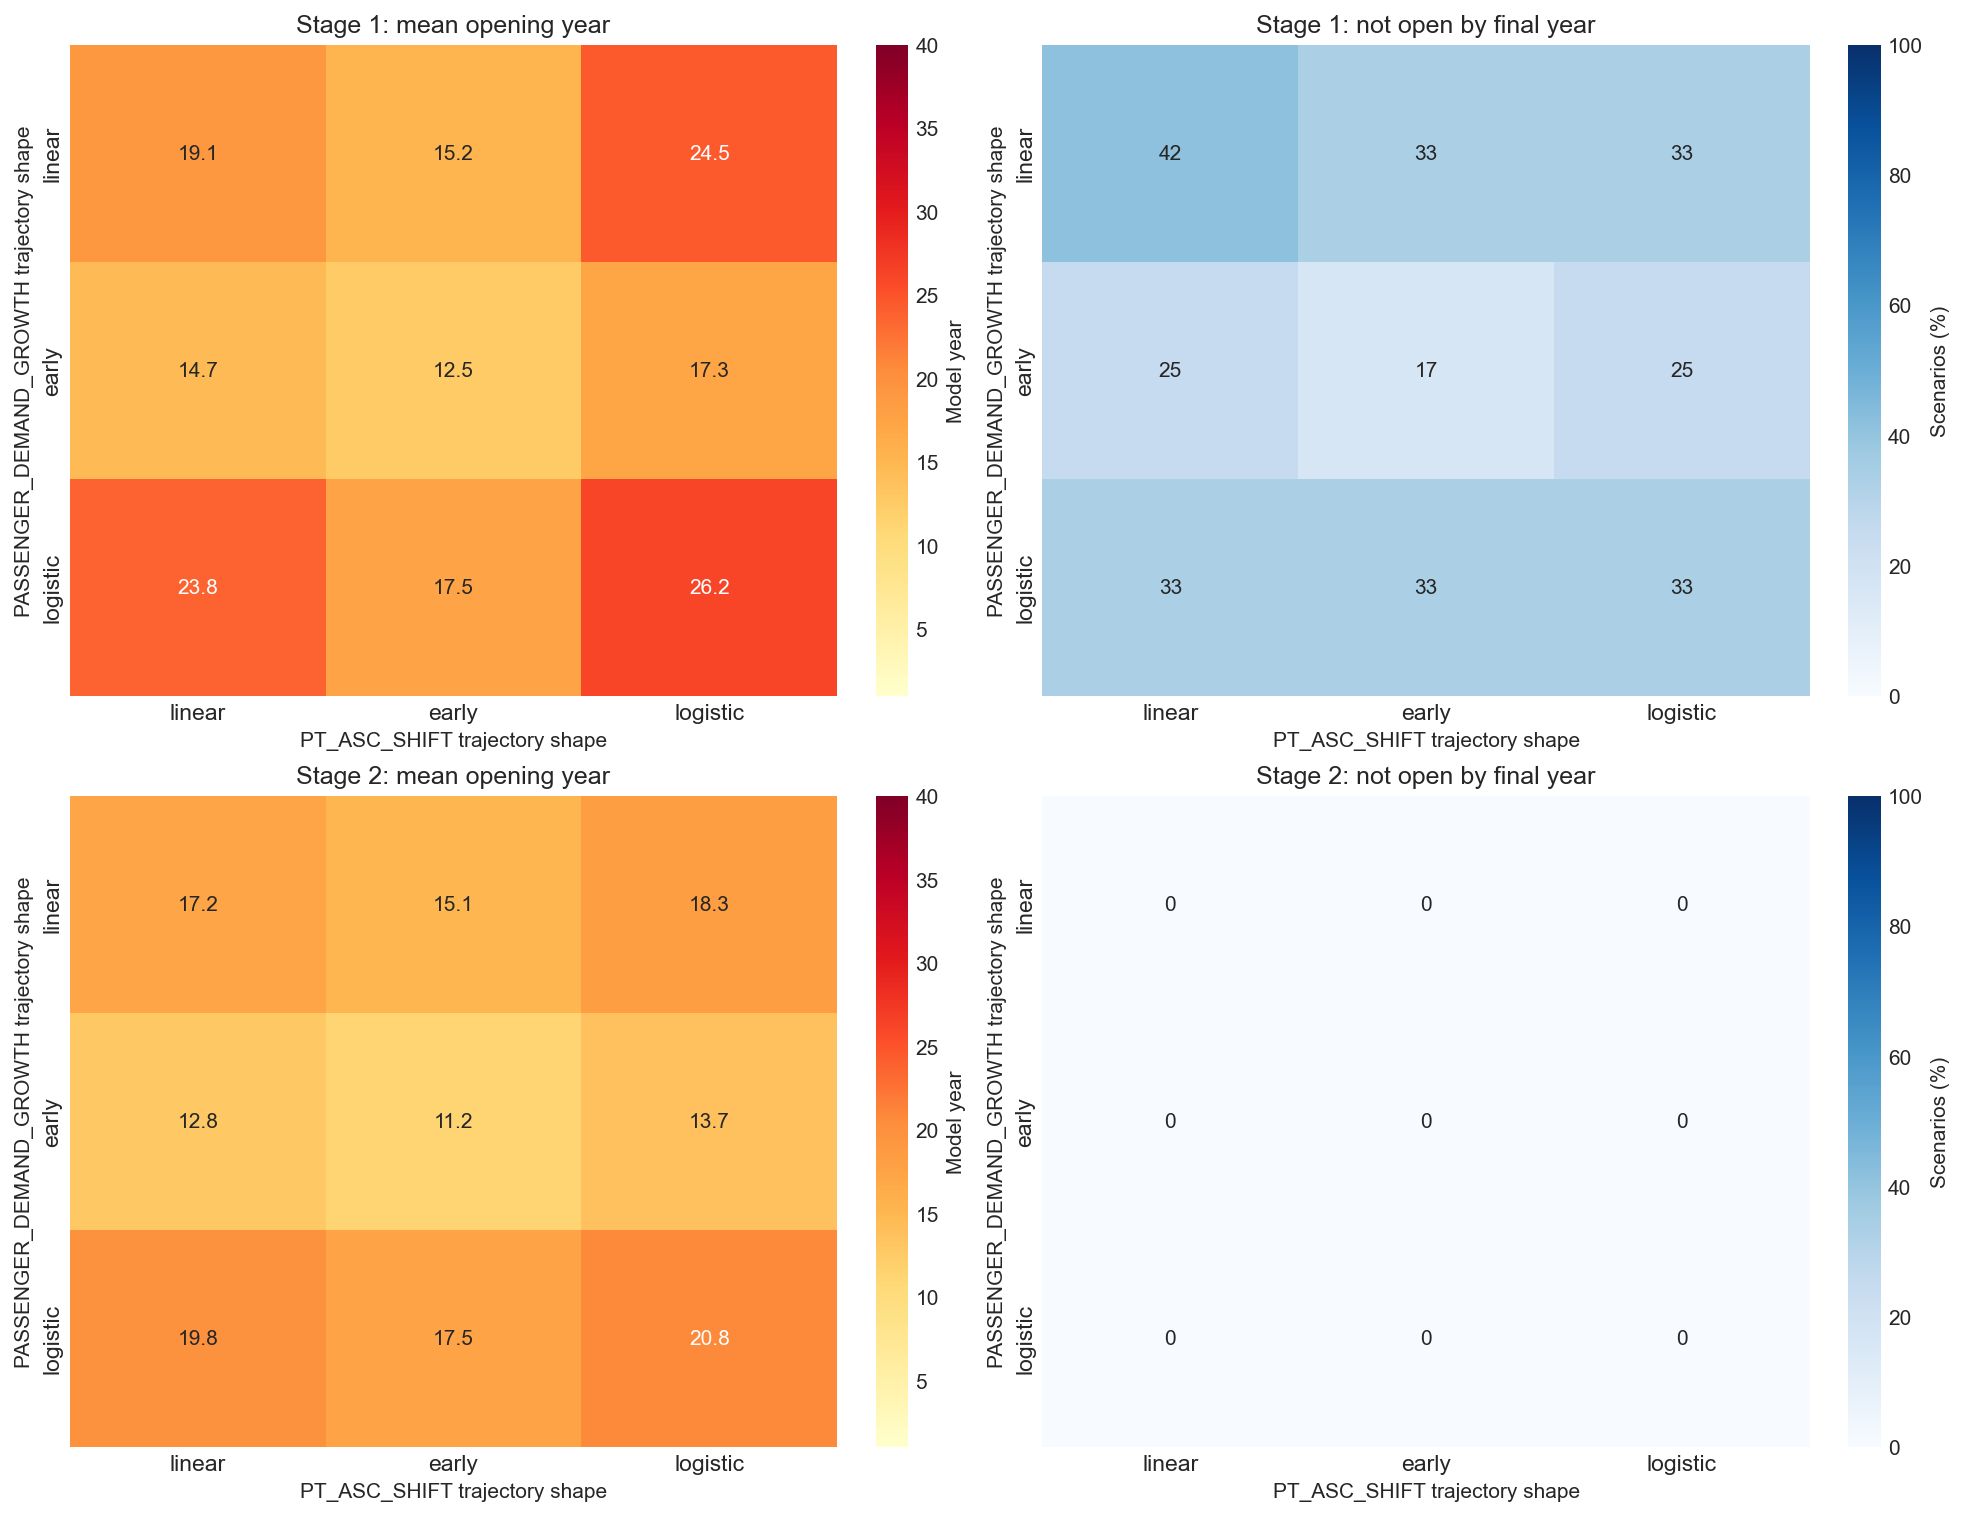 Stage 1: mean opening year
PASSENGER_DEMAND_GROWTH trajectory shape
linear
early
logistic
19.1 15.2 24.5
14.7 12.5 17.3
23.8 17.5 26.2
linear early logistic
PT_ASC_SHIFT trajectory shape
40
35
30
25
20
15
10
5
Model year
Stage 1: not open by final year
PASSENGER_DEMAND_GROWTH trajectory shape
linear
early
logistic
42 33 33
25 17 25
33 33 33
linear early logistic
PT_ASC_SHIFT trajectory shape
100
80
60
40
20
0
Scenarios (%)
Stage 2: mean opening year
PASSENGER_DEMAND_GROWTH trajectory shape
linear
early
logistic
17.2 15.1 18.3
12.8 11.2 13.7
19.8 17.5 20.8
linear early logistic
PT_ASC_SHIFT trajectory shape
40
35
30
25
20
15
10
5
Model year
Stage 2: not open by final year
PASSENGER_DEMAND_GROWTH trajectory shape
linear
early
logistic
0 0 0
0 0 0
0 0 0
linear early logistic
PT_ASC_SHIFT trajectory shape
100
80
60
40
20
0
Scenarios (%)